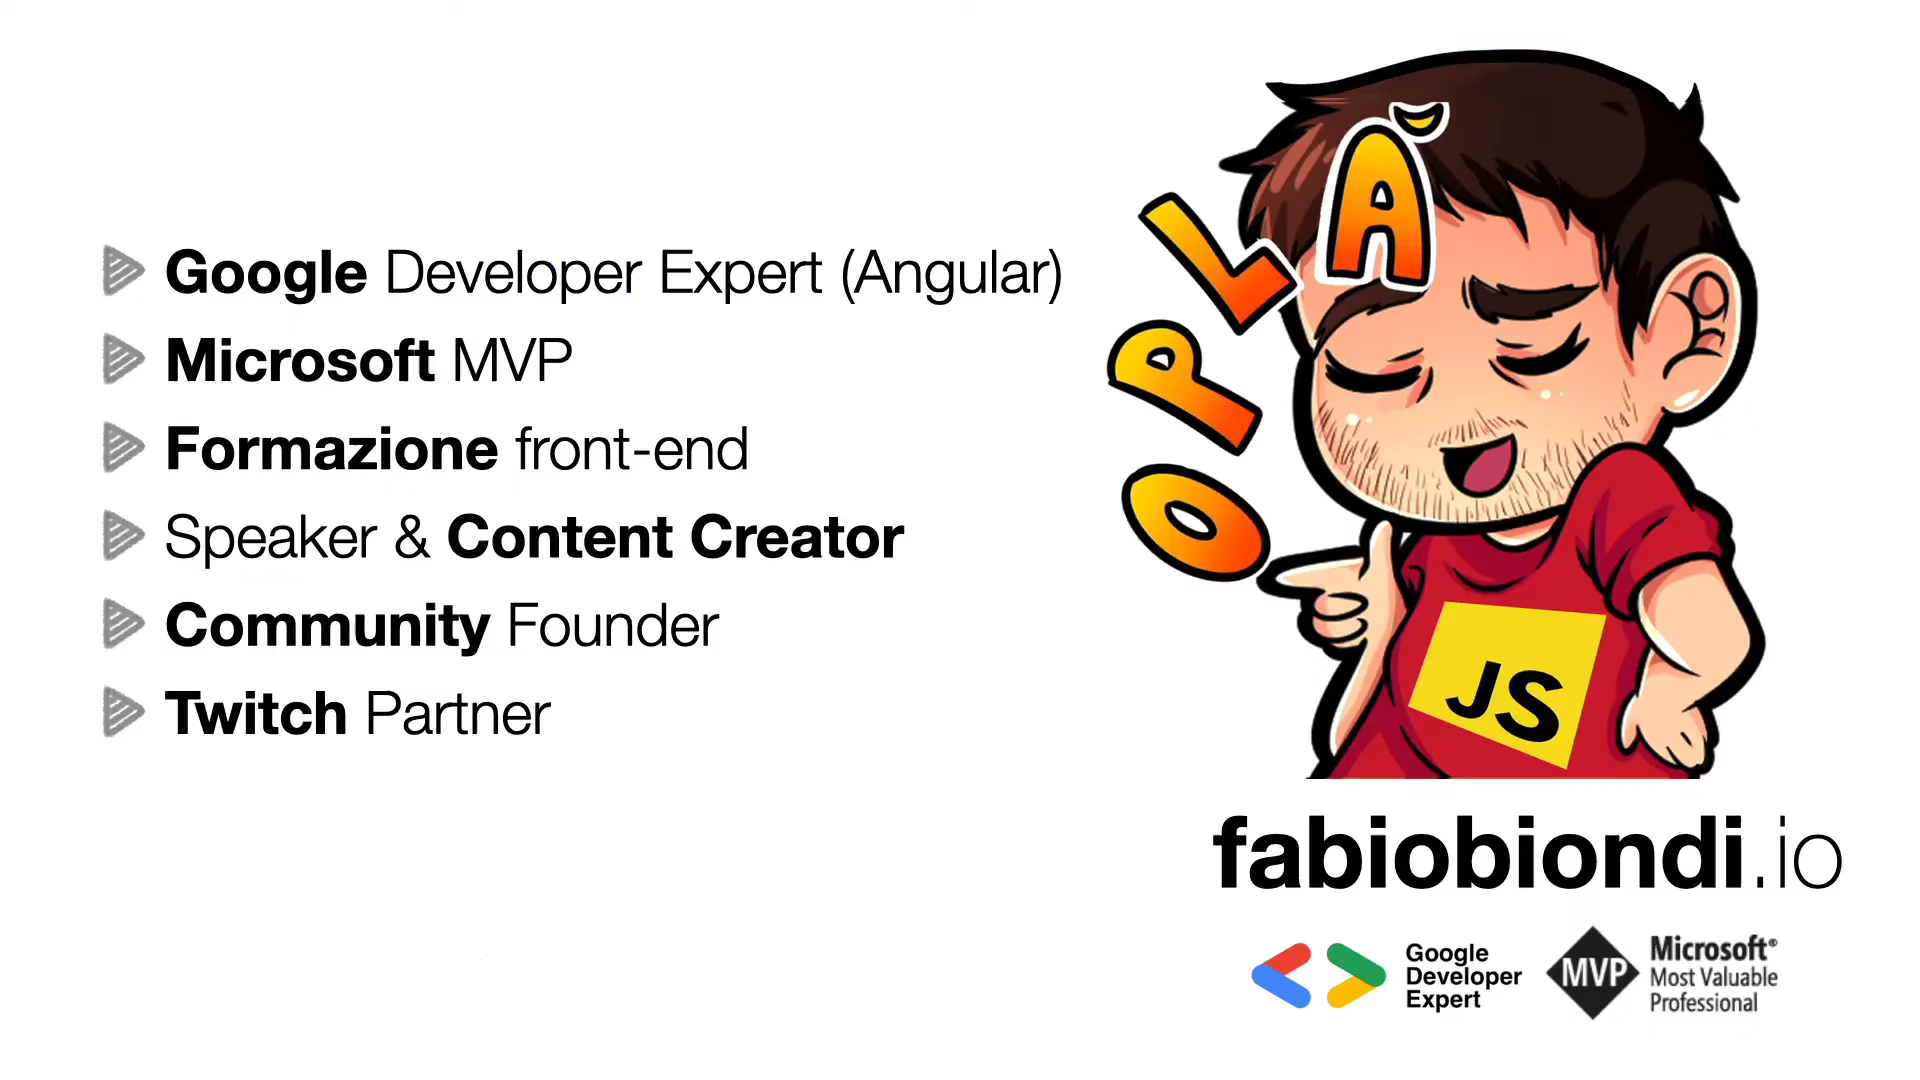 Google Developer Expert (Angular)
Microsoft MVP
Formazione front-end
Speaker & Content Creator
Community Founder
Twitch Partner
OPLÀ
JS
fabiobiondi.io
Google
Developer
Expert
MVP
Microsoft®
Most Valuable
Professional